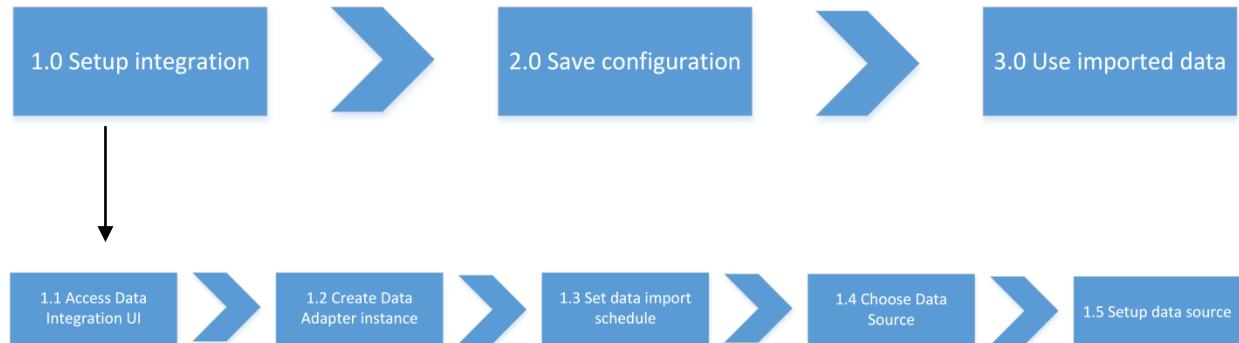 1.0 Setup integration
2.0 Save configuration
3.0 Use imported data
1.1 Access Data
Integration UI
1.2 Create Data
Adapter instance
1.3 Set data import
schedule
1.4 Choose Data
Source
1.5 Setup data source